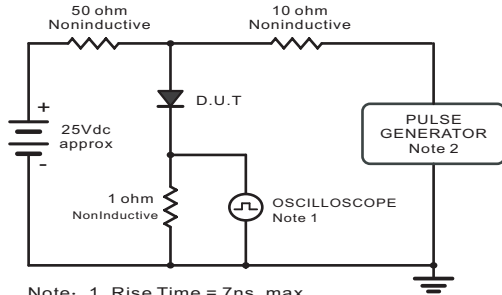 50 ohm
Noninductive
10 ohm
Noninductive
+
D.U.T
25Vdc
approx
-
PULSE
GENERATOR
Note 2
1 ohm
NonInductive
OSCILLOSCOPE
Note 1
Note: 1. Rise Time = 7ns, max.